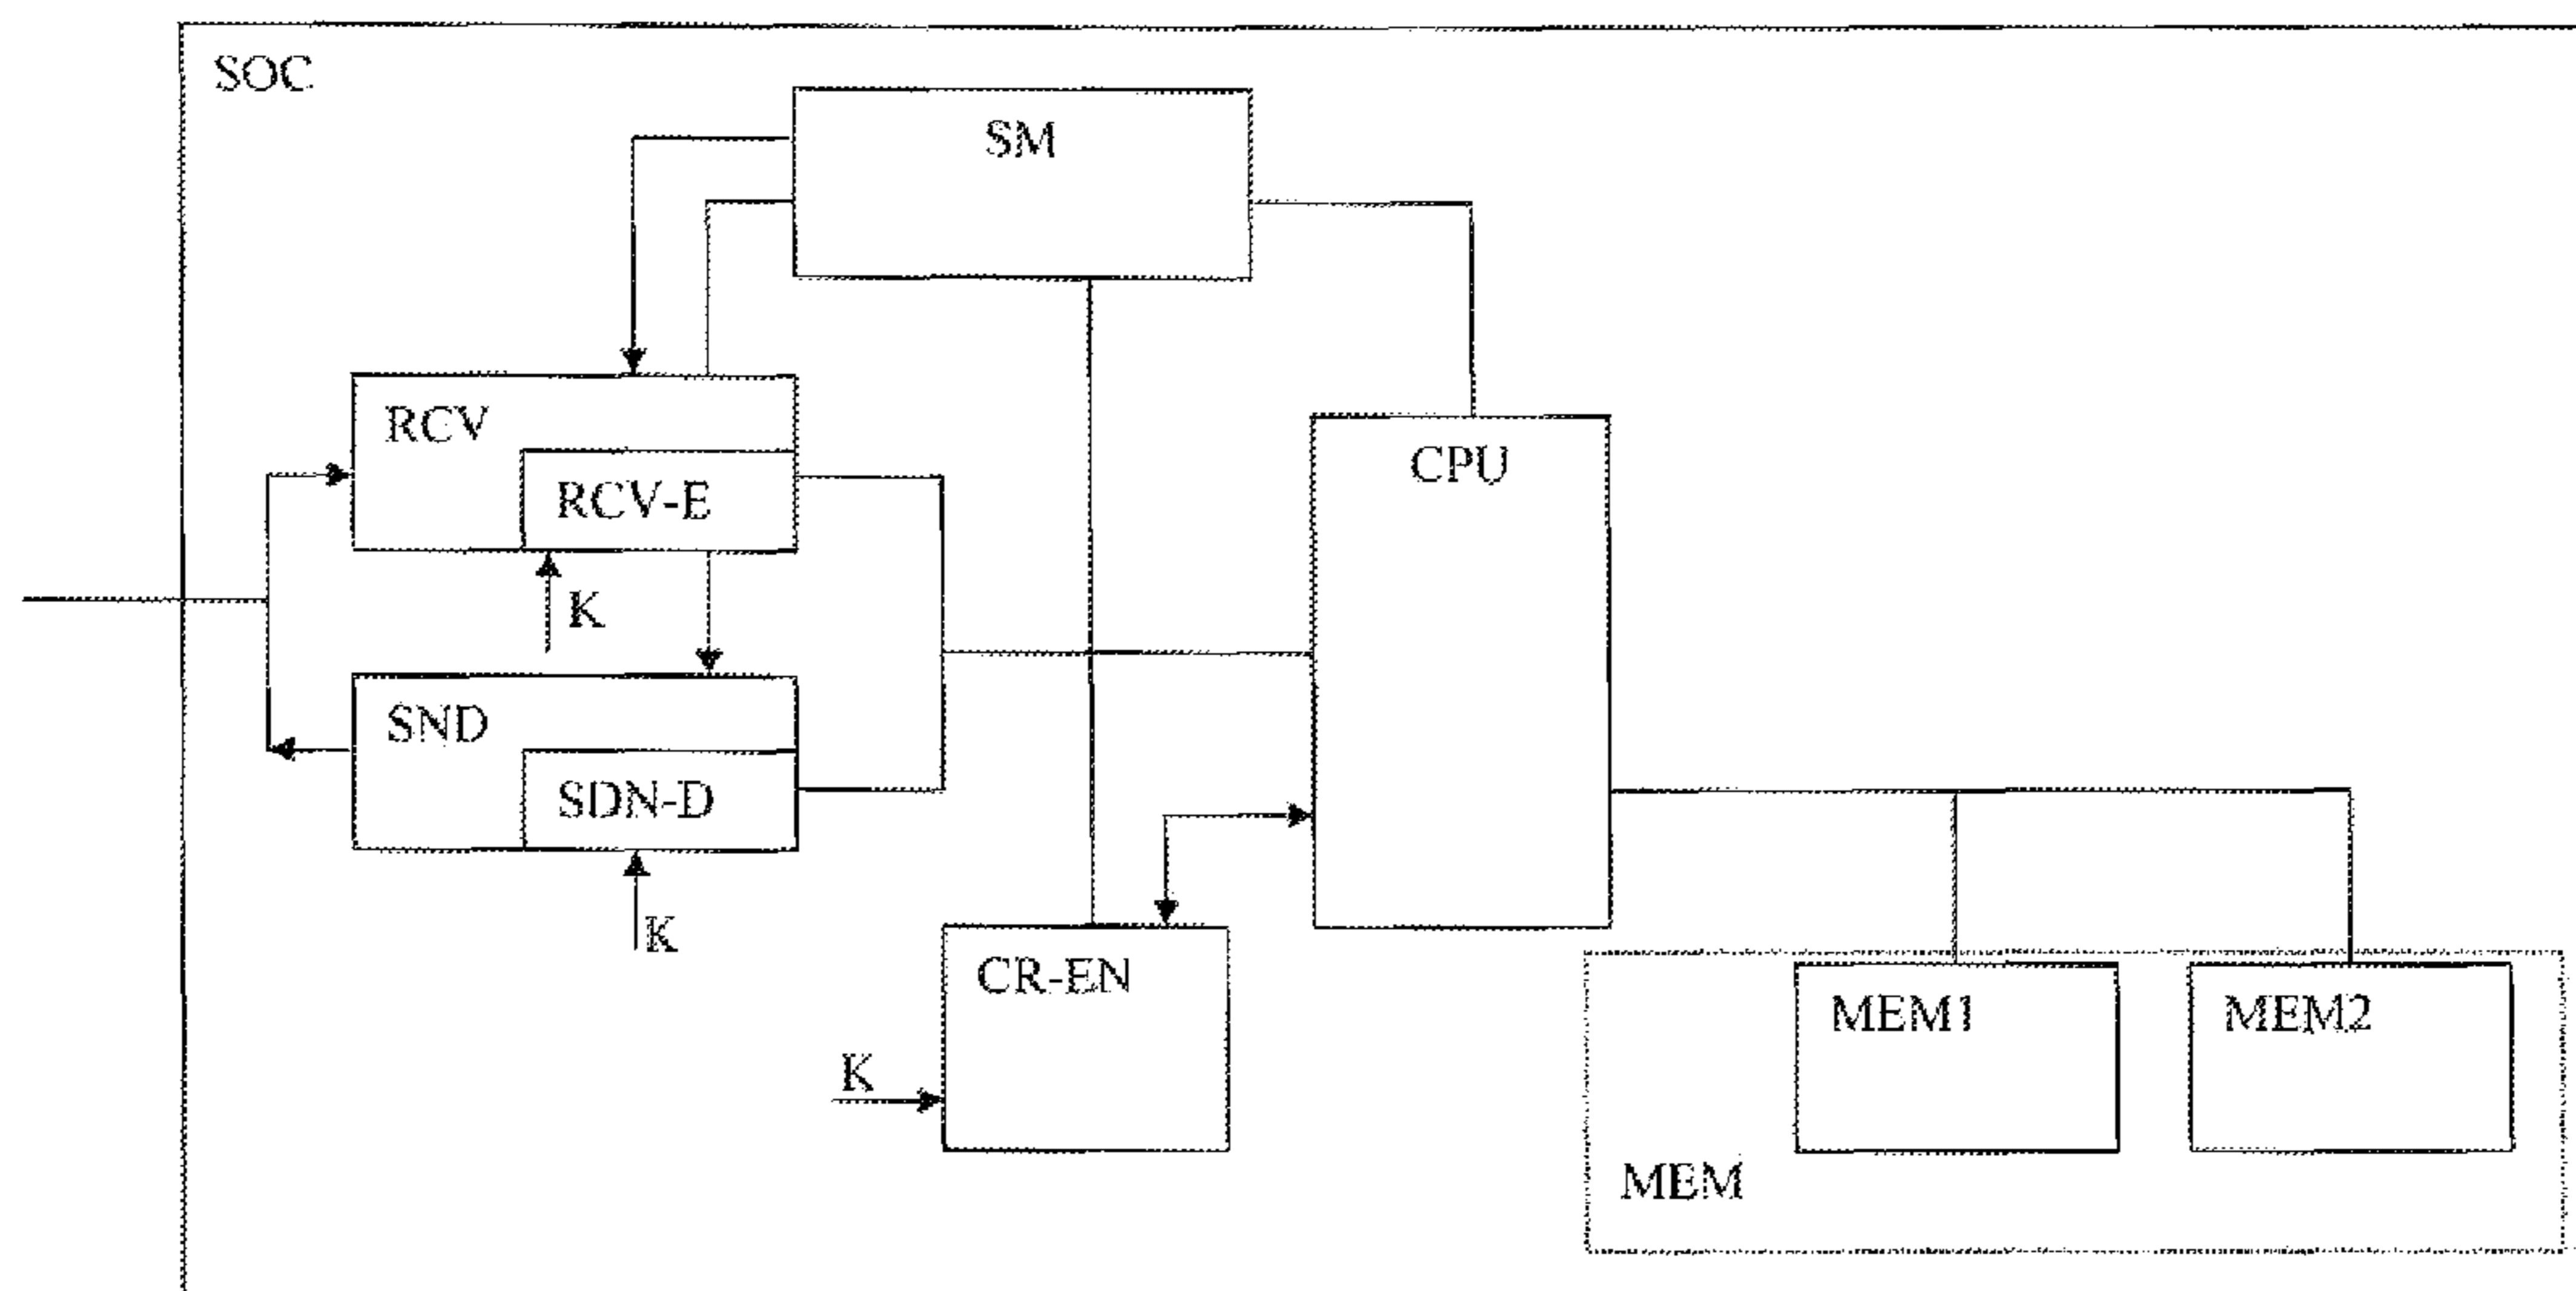 SOC
SM
RCV
CPU
RCV-E
K
SND
SDN-D
K
CR-EN
MEM1
MEM2
K
MEM